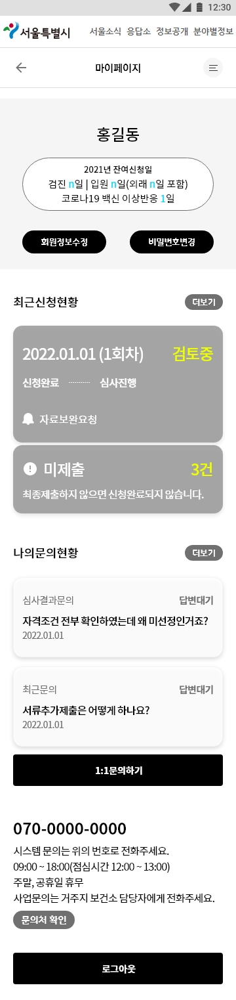 12:30
서울특별시 서울소식 응답소 정보공개 분야별정보
마이페이지
홍길동
2021년 잔여신청일
검진 n일 | 입원 n일(외래 n일 포함)
코로나19 백신 이상반응 1일
회원정보수정 비밀번호변경
최근신청현황 더보기
2022.01.01 (1회차) 검토중
신청완료 ·········· 심사진행
자료보완요청
미제출 3건
최종제출하지 않으면 신청완료되지 않습니다.
나의문의현황 더보기
심사결과문의 답변대기
자격조건 전부 확인하였는데 왜 미선정인거죠?
2022.01.01
최근문의 답변대기
서류추가제출은 어떻게 하나요?
2022.01.01
1:1문의하기
070-0000-0000
시스템 문의는 위의 번호로 전화주세요.
09:00 ~ 18:00(점심시간 12:00 ~ 13:00)
주말, 공휴일 휴무
사업문의는 거주지 보건소 담당자에게 전화주세요.
문의처 확인
로그아웃